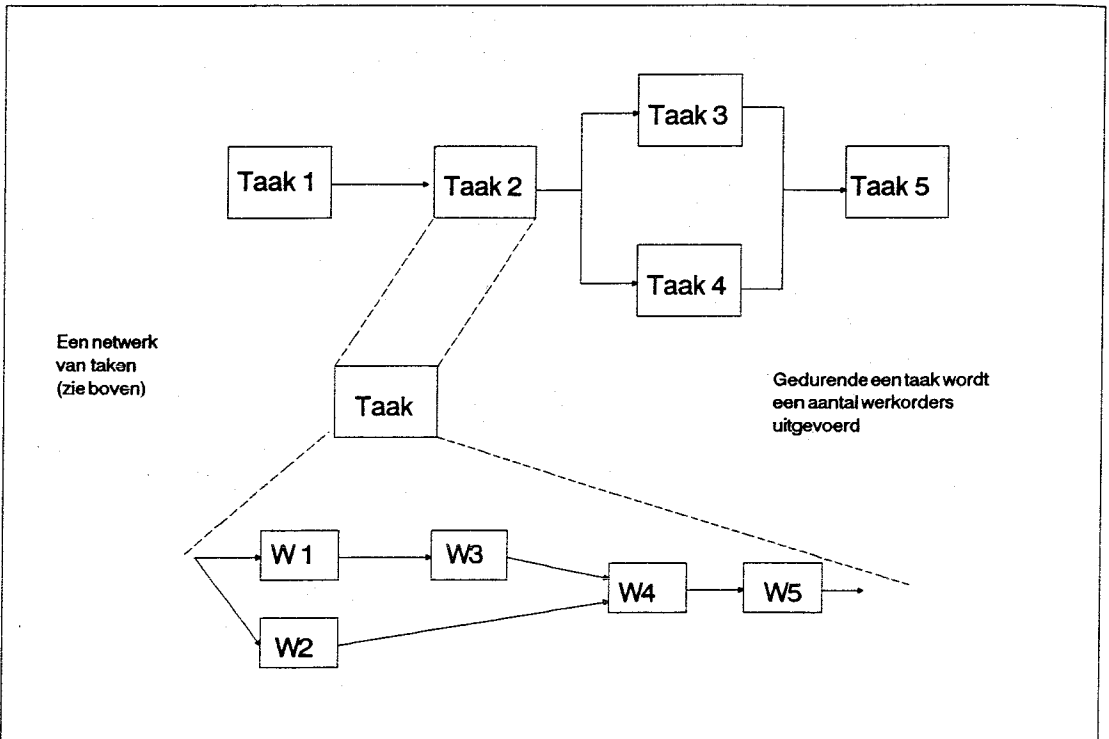 Taak 3
Taak 1
Taak 2
Taak 5
Taak 4
Een netwerk
van taken
(zie boven)
Taak
Gedurende een taak wordt
een aantal werkorders
uitgevoerd
W 1
W3
W4
W5
W2